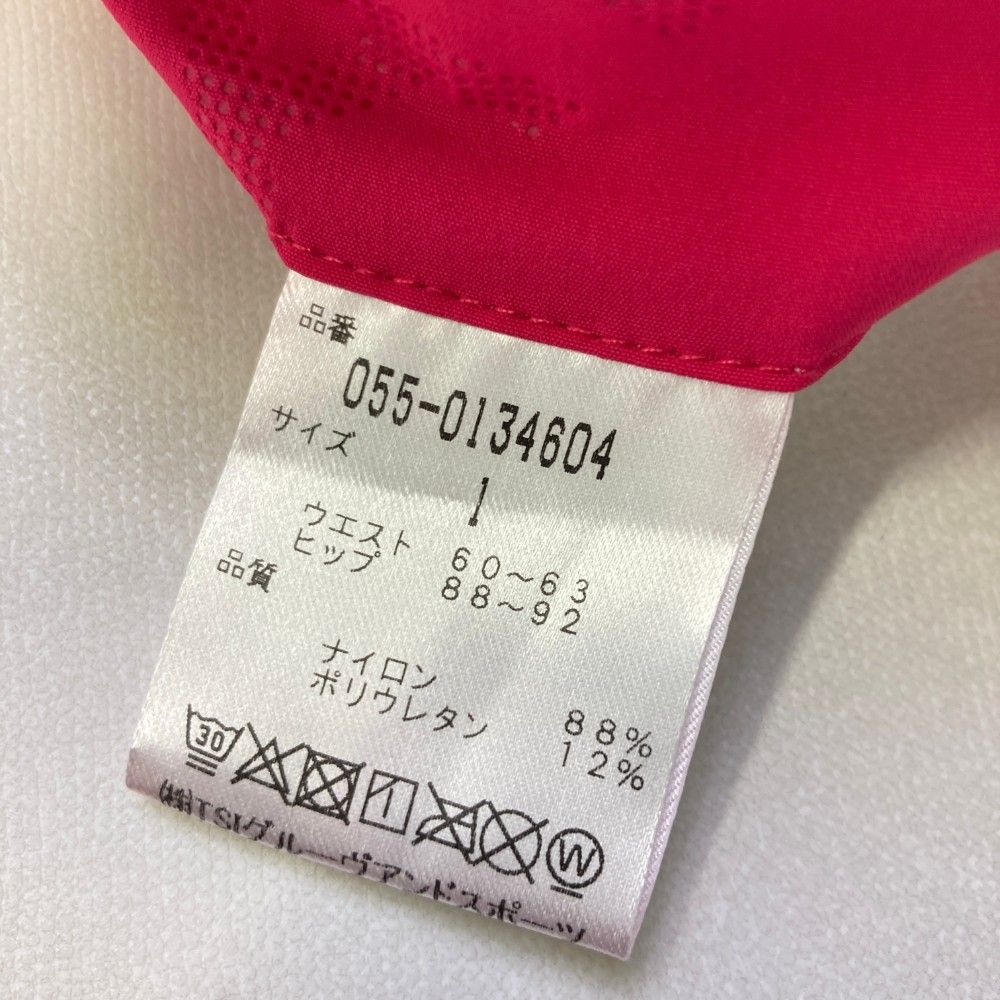 品番
055-0134604
サイズ
1
ウエスト 60～63
ヒップ 88～92
品質
ナイロン 88%
ポリウレタン 12%
30
W
㈱TSIグルーヴアンドスポーツ